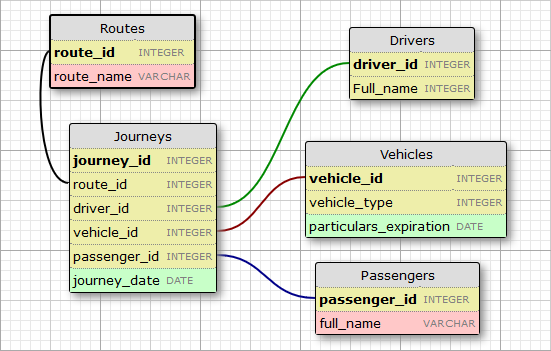 Routes
route_id INTEGER
route_name VARCHAR
Journeys
journey_id INTEGER
route_id INTEGER
driver_id INTEGER
vehicle_id INTEGER
passenger_id INTEGER
journey_date DATE
Drivers
driver_id INTEGER
Full_name INTEGER
Vehicles
vehicle_id INTEGER
vehicle_type INTEGER
particulars_expiration DATE
Passengers
passenger_id INTEGER
full_name VARCHAR